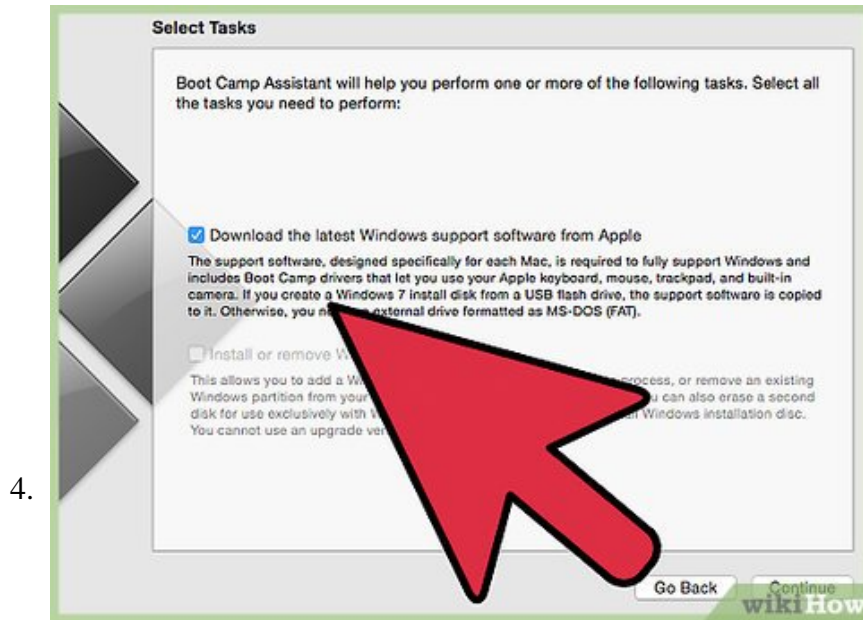 Select Tasks
Boot Camp Assistant will help you perform one or more of the following tasks. Select all
the tasks you need to perform:
Download the latest Windows support software from Apple
The support software, designed specifically for each Mac, is required to fully support Windows and
includes Boot Camp drivers that let you use your Apple keyboard, mouse, trackpad, and built-in
camera. If you create a Windows 7 install disk from a USB flash drive, the support software is copied
to it. Otherwise, you external drive formatted as MS-DOS (FAT).
Install or remove
This allows you to add a process, or remove an existing
Windows partition from your can also erase a second
disk for use exclusively with Windows installation disc.
You cannot use an upgrade
4.
Go Back Continue
wikiHow